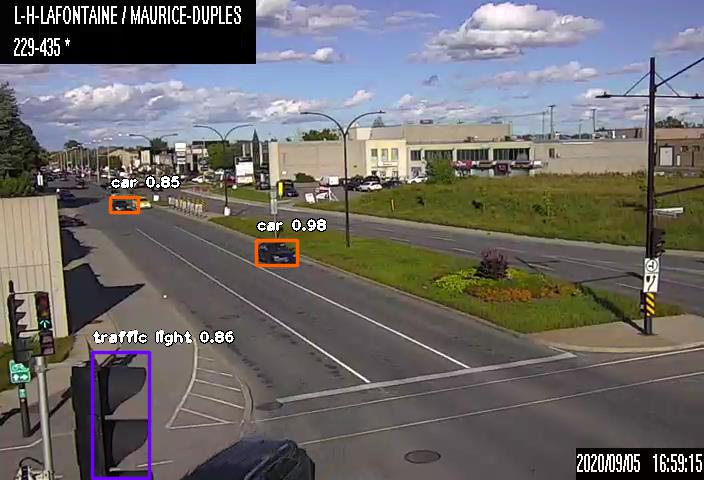 L-H-LAFONTAINE / MAURICE-DUPLES
229-435 *
car 0.85
car 0.98
traffic light 0.86
2020/09/05 16:59:15